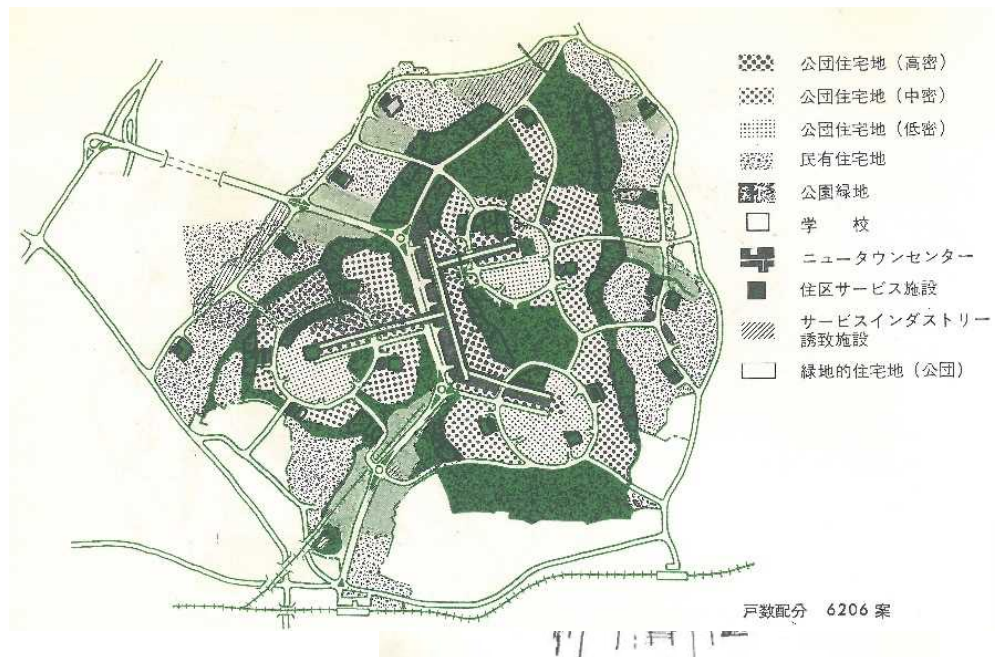 公団住宅地（高密）
公団住宅地（中密）
公団住宅地（低密）
民有住宅地
公園緑地
学　校
ニュータウンセンター
住区サービス施設
サービスインダストリー
誘致施設
緑地的住宅地（公団）
戸数配分　6206案